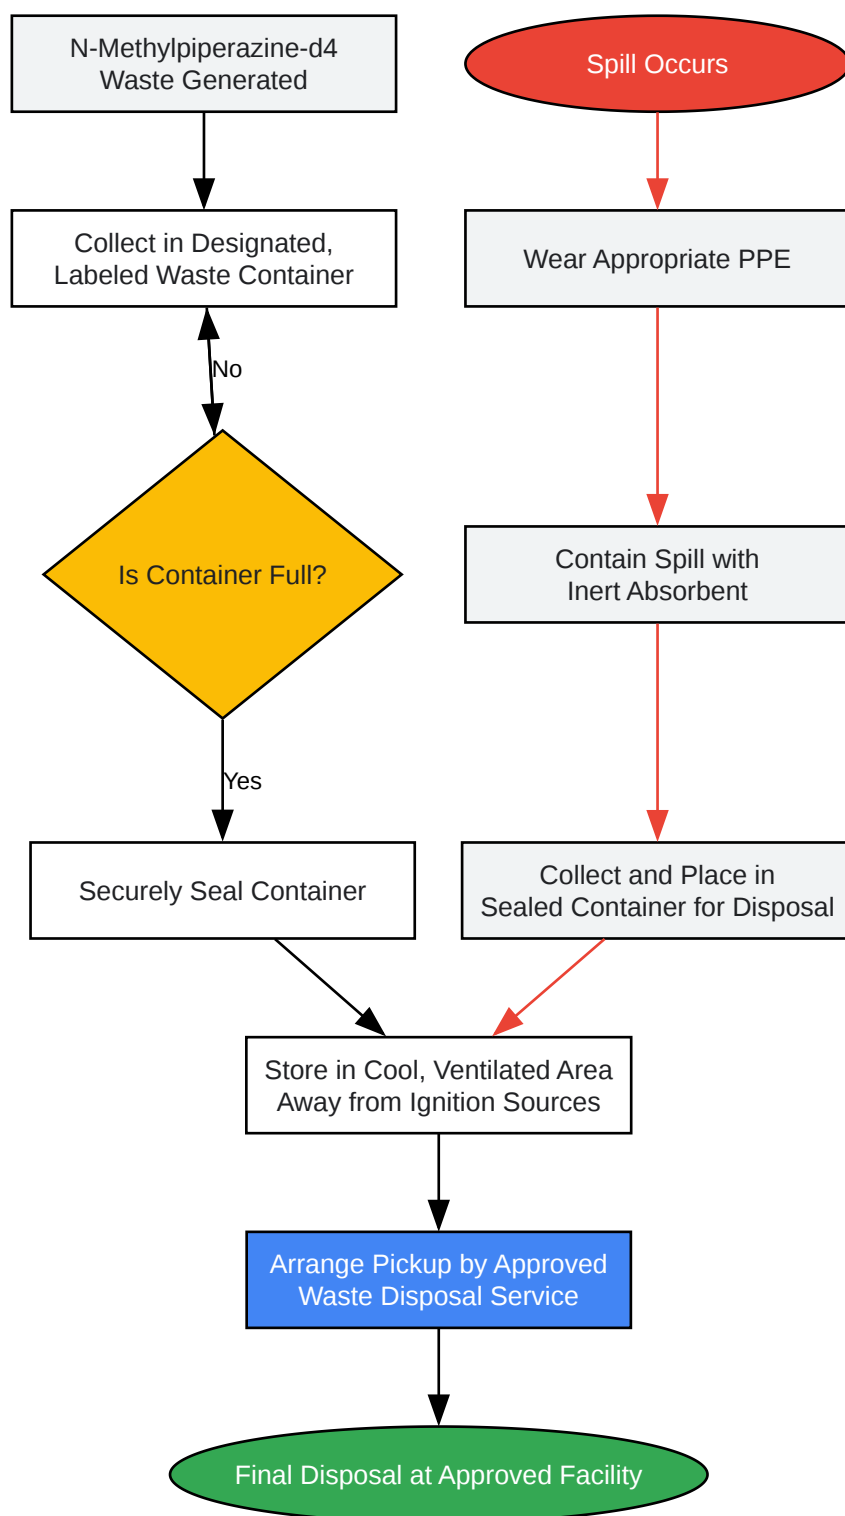 N-Methylpiperazine-d4
Waste Generated
Spill Occurs
Collect in Designated,
Labeled Waste Container
Wear Appropriate PPE
No
Is Container Full?
Contain Spill with
Inert Absorbent
Yes
Securely Seal Container
Collect and Place in
Sealed Container for Disposal
Store in Cool, Ventilated Area
Away from Ignition Sources
Arrange Pickup by Approved
Waste Disposal Service
Final Disposal at Approved Facility